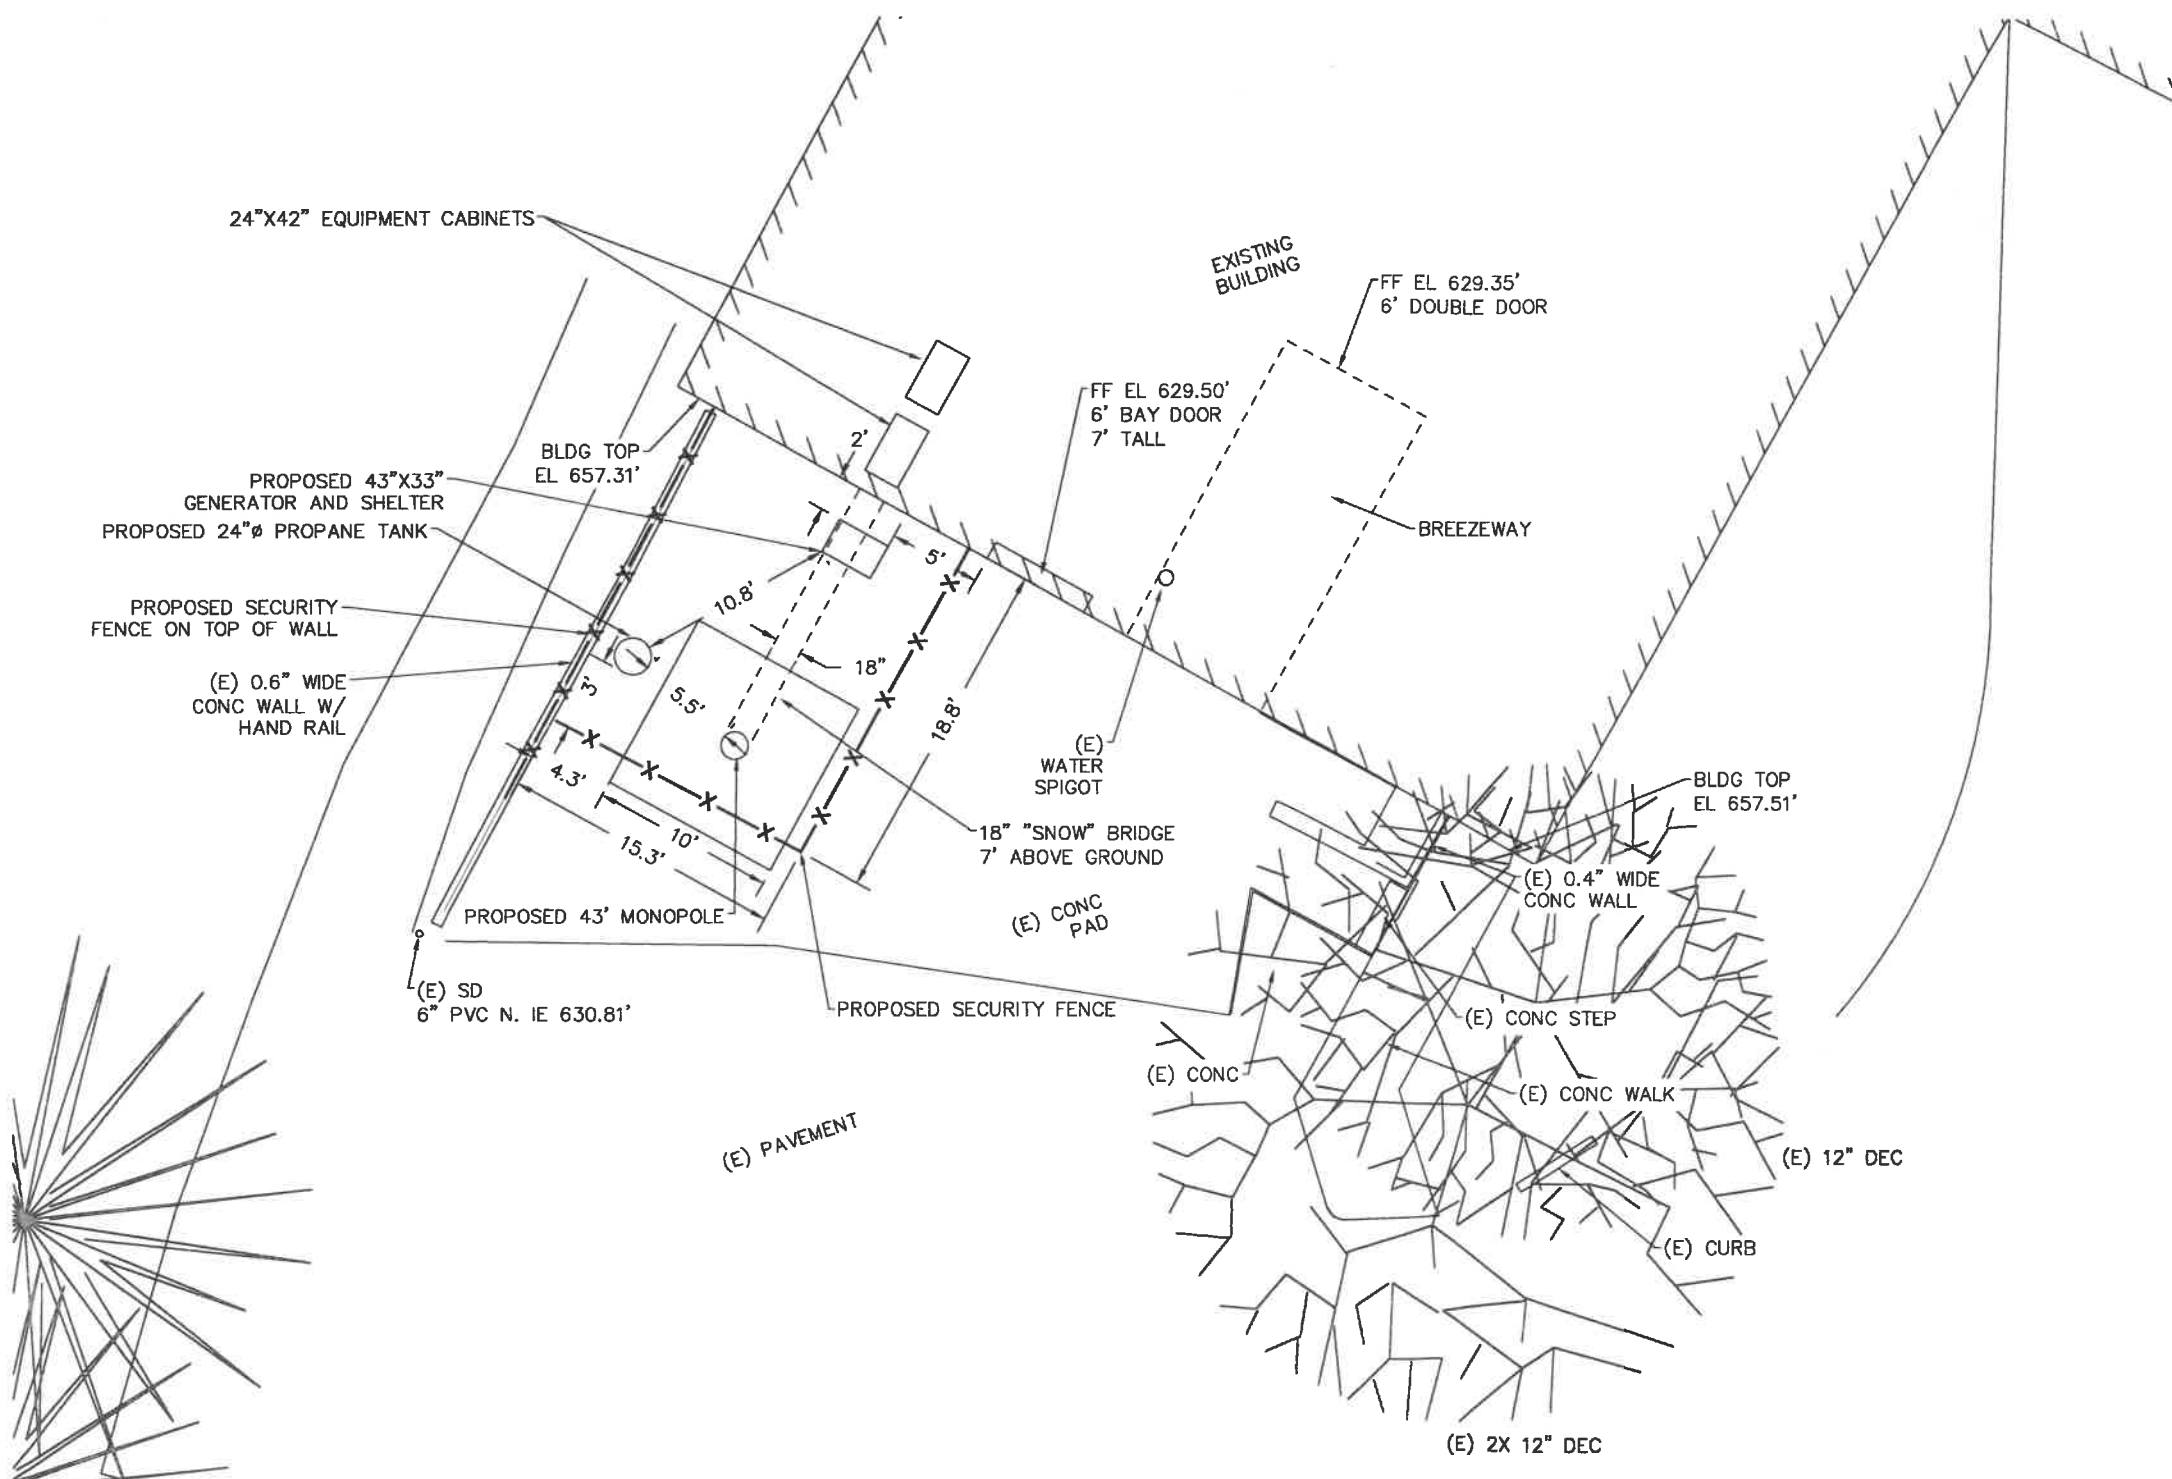 24"X42" EQUIPMENT CABINETS
EXISTING
BUILDING
FF EL 629.35'
6' DOUBLE DOOR
FF EL 629.50'
6' BAY DOOR
7' TALL
2'
BLDG TOP
EL 657.31'
PROPOSED 43"X33"
GENERATOR AND SHELTER
PROPOSED 24"ø PROPANE TANK
BREEZEWAY
5'
10.8'
PROPOSED SECURITY
FENCE ON TOP OF WALL
18"
(E) 0.6" WIDE
CONC WALL W/
HAND RAIL
3'
5.5'
18.8'
(E)
WATER
SPIGOT
4.3'
BLDG TOP
EL 657.51'
10'
15.3'
18" "SNOW" BRIDGE
7' ABOVE GROUND
(E) 0.4" WIDE
CONC WALL
PROPOSED 43' MONOPOLE
(E) CONC
PAD
(E) SD
6" PVC N. IE 630.81'
PROPOSED SECURITY FENCE
(E) CONC STEP
(E) CONC
(E) CONC WALK
(E) PAVEMENT
(E) 12" DEC
(E) CURB
(E) 2X 12" DEC